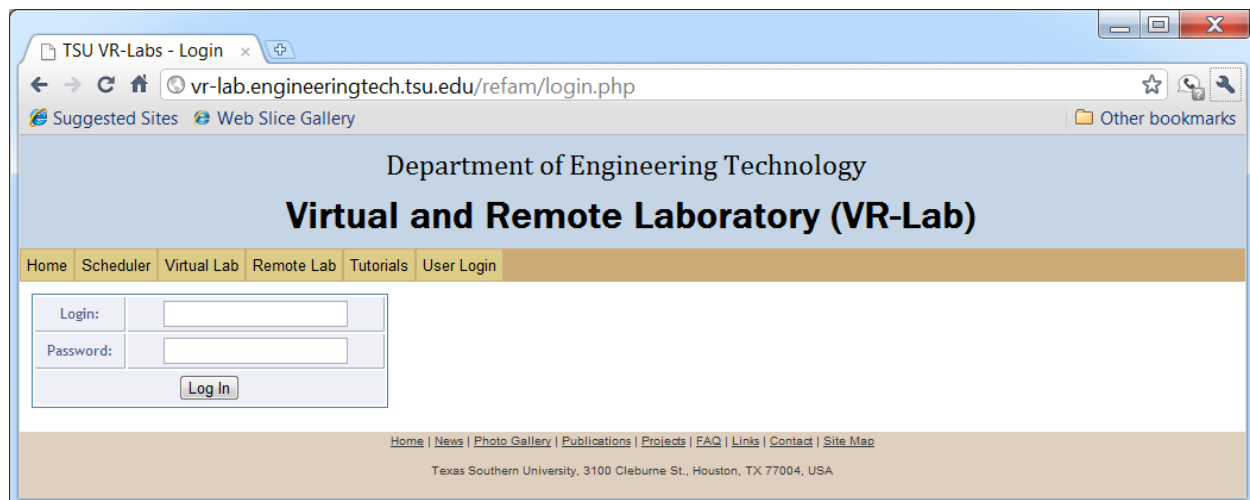 TSU VR-Labs - Login
vr-lab.engineeringtech.tsu.edu/refam/login.php
Suggested Sites Web Slice Gallery Other bookmarks
Department of Engineering Technology
Virtual and Remote Laboratory (VR-Lab)
Home Scheduler Virtual Lab Remote Lab Tutorials User Login
Login:
Password:
Log In
Home | News | Photo Gallery | Publications | Projects | FAQ | Links | Contact | Site Map
Texas Southern University, 3100 Cleburne St., Houston, TX 77004, USA